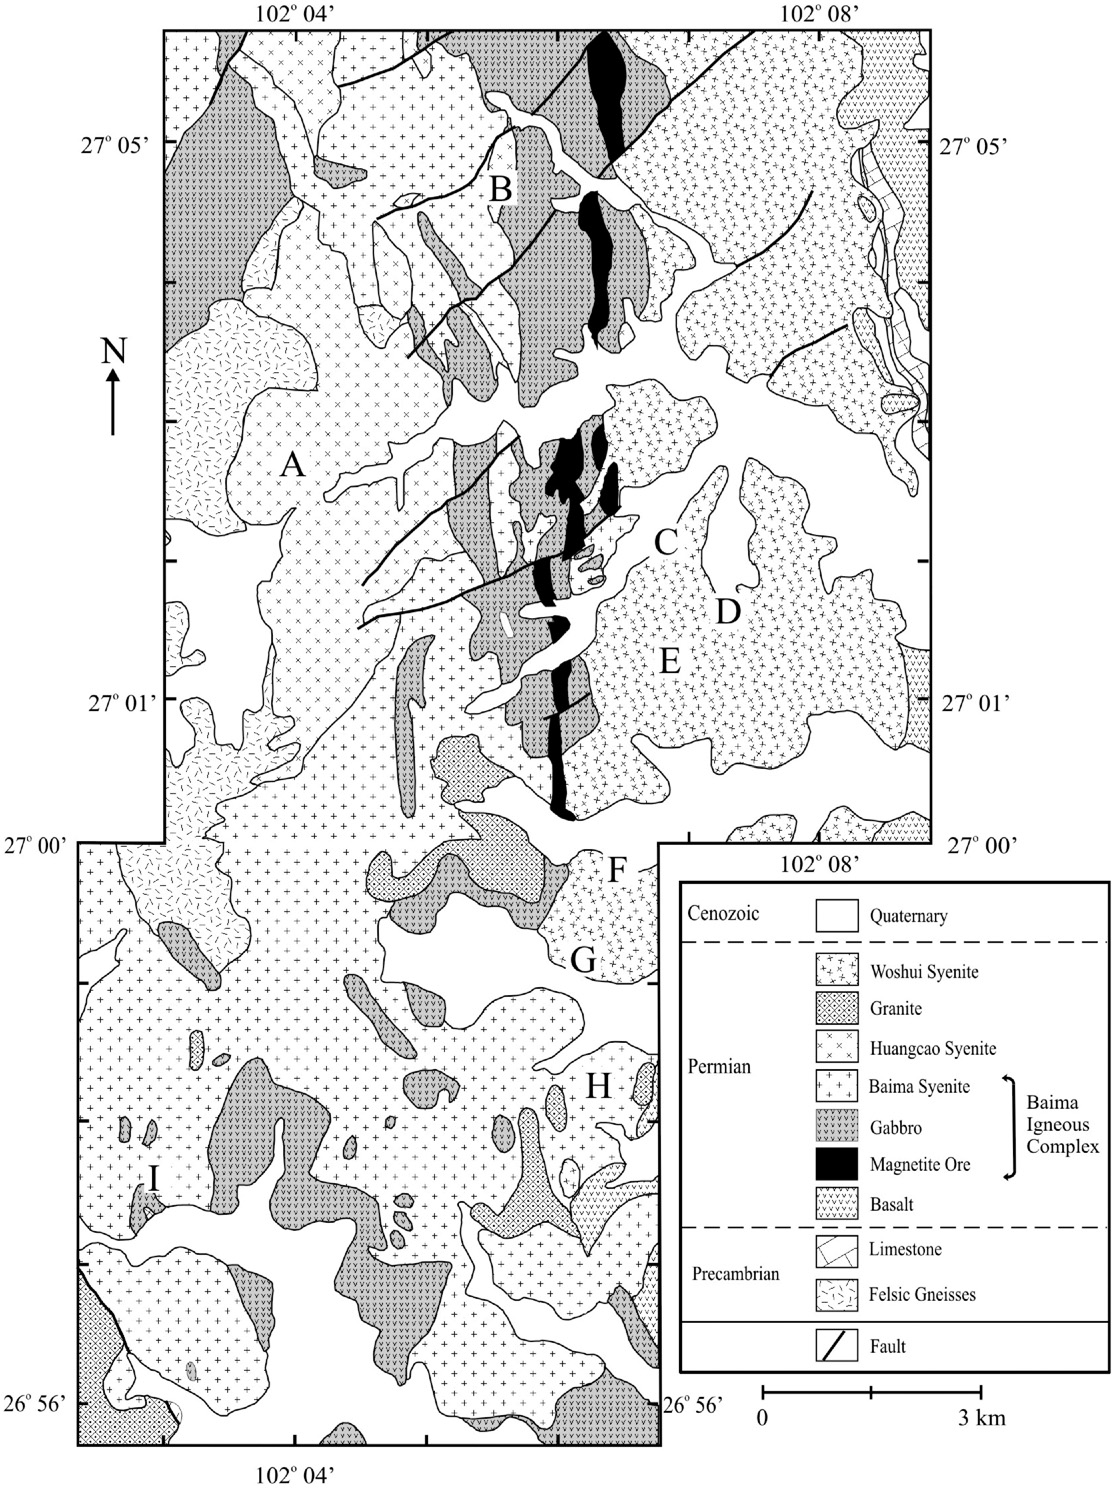 102° 04’
102° 08’
27° 05’
27° 05’
B
N
A
C
D
E
27° 01’
27° 01’
27° 00’
27° 00’
102° 08’
F
G
H
I
Cenozoic
Quaternary
Woshui Syenite
Granite
Huangcao Syenite
Permian
Baima Syenite
Gabbro
Magnetite Ore
Basalt
Baima
Igneous
Complex
Precambrian
Limestone
Felsic Gneisses
Fault
0
3 km
26° 56’
26° 56’
102° 04’